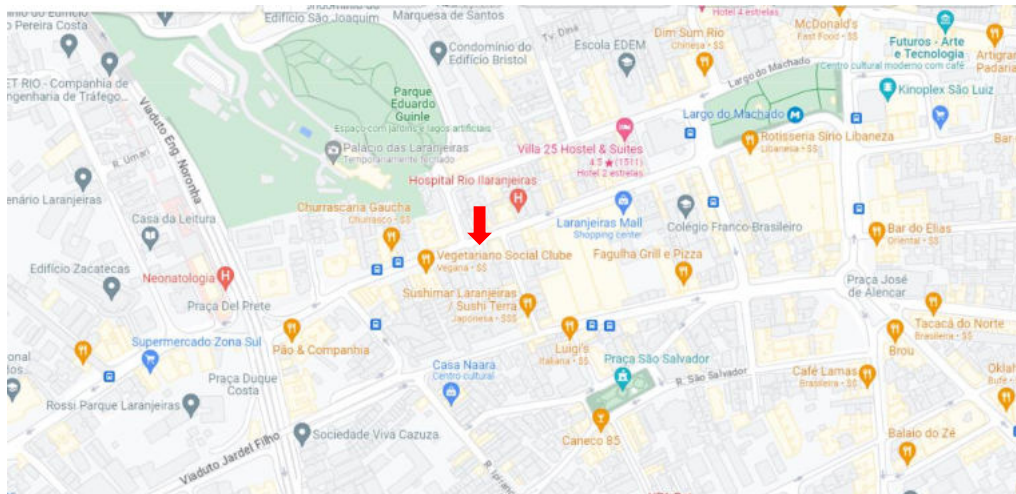 Edifício São Joaquim
Marquesa de Santos
Hotel 4 estrelas
McDonald's
Fast Food • $$
o Pereira Costa
Tv. Dina
Escola EDEM
Dim Sum Rio
Chinesa • $$
Futuros - Arte
e Tecnologia
Centro cultural moderno com café
Artigran
Padaria
Condomínio do
Edifício Bristol
Largo do Machado
ET RIO - Companhia de
ngenharia de Tráfego...
Kinoplex São Luiz
Parque
Eduardo
Guinle
Espaço com jardins e lagos artificiais
Largo do Machado
Viaduto Eng. Noronha
R. Umari
Palácio das Laranjeiras
Temporariamente fechado
Villa 25 Hostel & Suites
4.5 ★ (1511)
Hotel 2 estrelas
Rotisseria Sírio Libaneza
Libanesa • $$
Bar
Hospital Rio llaranjeiras
enário Laranjeiras
Casa da Leitura
Churrascaria Gaucha
Churrasco • $$
Laranjeiras Mall
Shopping center
Colégio Franco-Brasileiro
Bar do Elias
Oriental • $$
Vegetariano Social Clube
Vegana • $$
Fagulha Grill e Pizza
Edifício Zacatecas
Neonatologia
Praça José
de Alencar
Sushimar Laranjeiras
/ Sushi Terra
Japonesa • $$$
Praça Del Prete
Tacacá do Norte
Brasileira • $$
Supermercado Zona Sul
Pão & Companhia
Luigi's
Italiana • $$
Brou
Casa Naara
Centro cultural
Praça São Salvador
R. São Salvador
Café Lamas
Brasileira • $$
Praça Duque
Costa
Rossi Parque Laranjeiras
Sociedade Viva Cazuza
Caneco 85
Balaio do Zé
Viaduto Jardel Filho